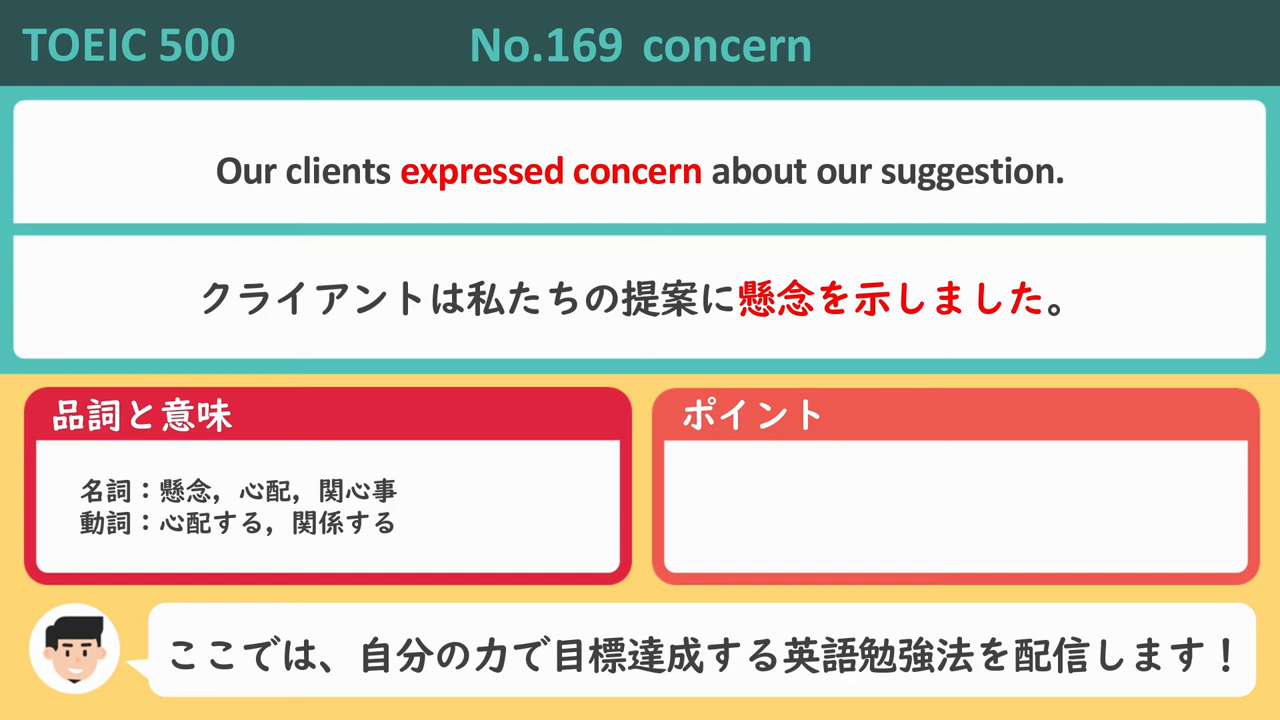 TOEIC 500
No.169 concern
Our clients expressed concern about our suggestion.
クライアントは私たちの提案に懸念を示しました。
品詞と意味
名詞：懸念，心配，関心事
動詞：心配する，関係する
ポイント
ここでは、自分の力で目標達成する英語勉強法を配信します！